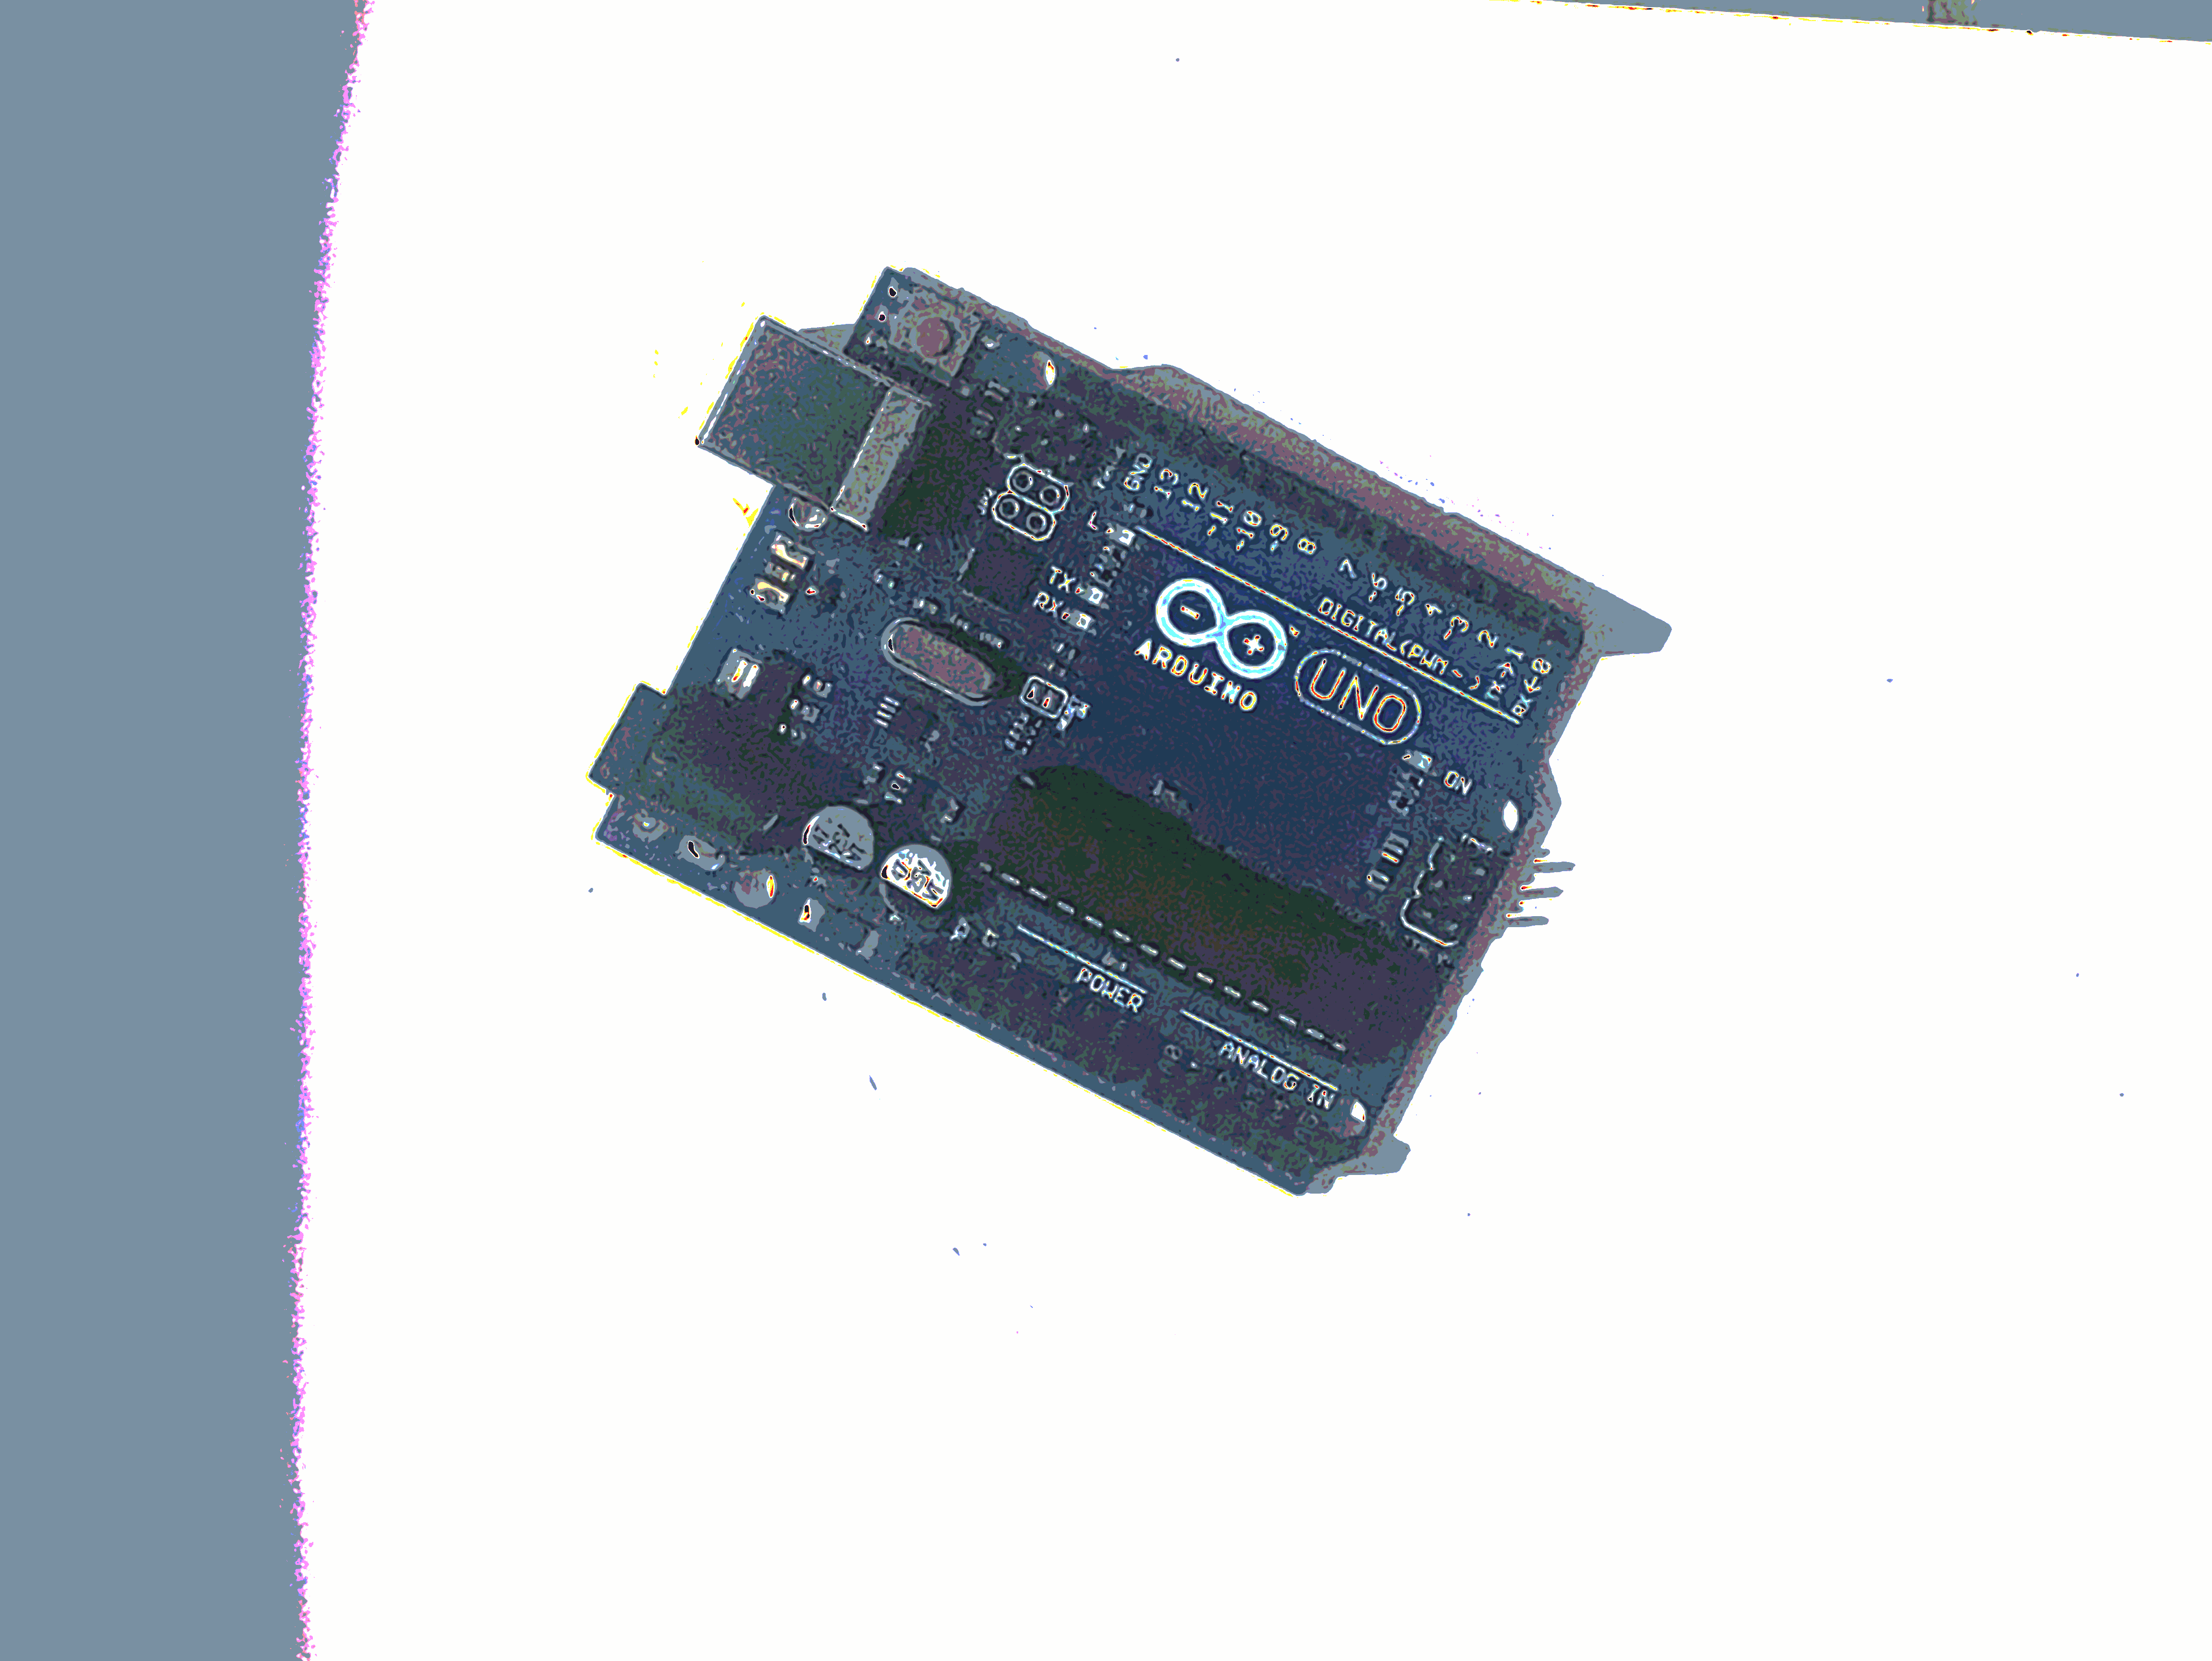 GND
13
12
~11
~10
~9
8
7
~6
~5
4
~3
2
TX→1
RX←0
L
TX
RX
DIGITAL (PWM ~)
ARDUINO
UNO
ON
POWER
ANALOG IN